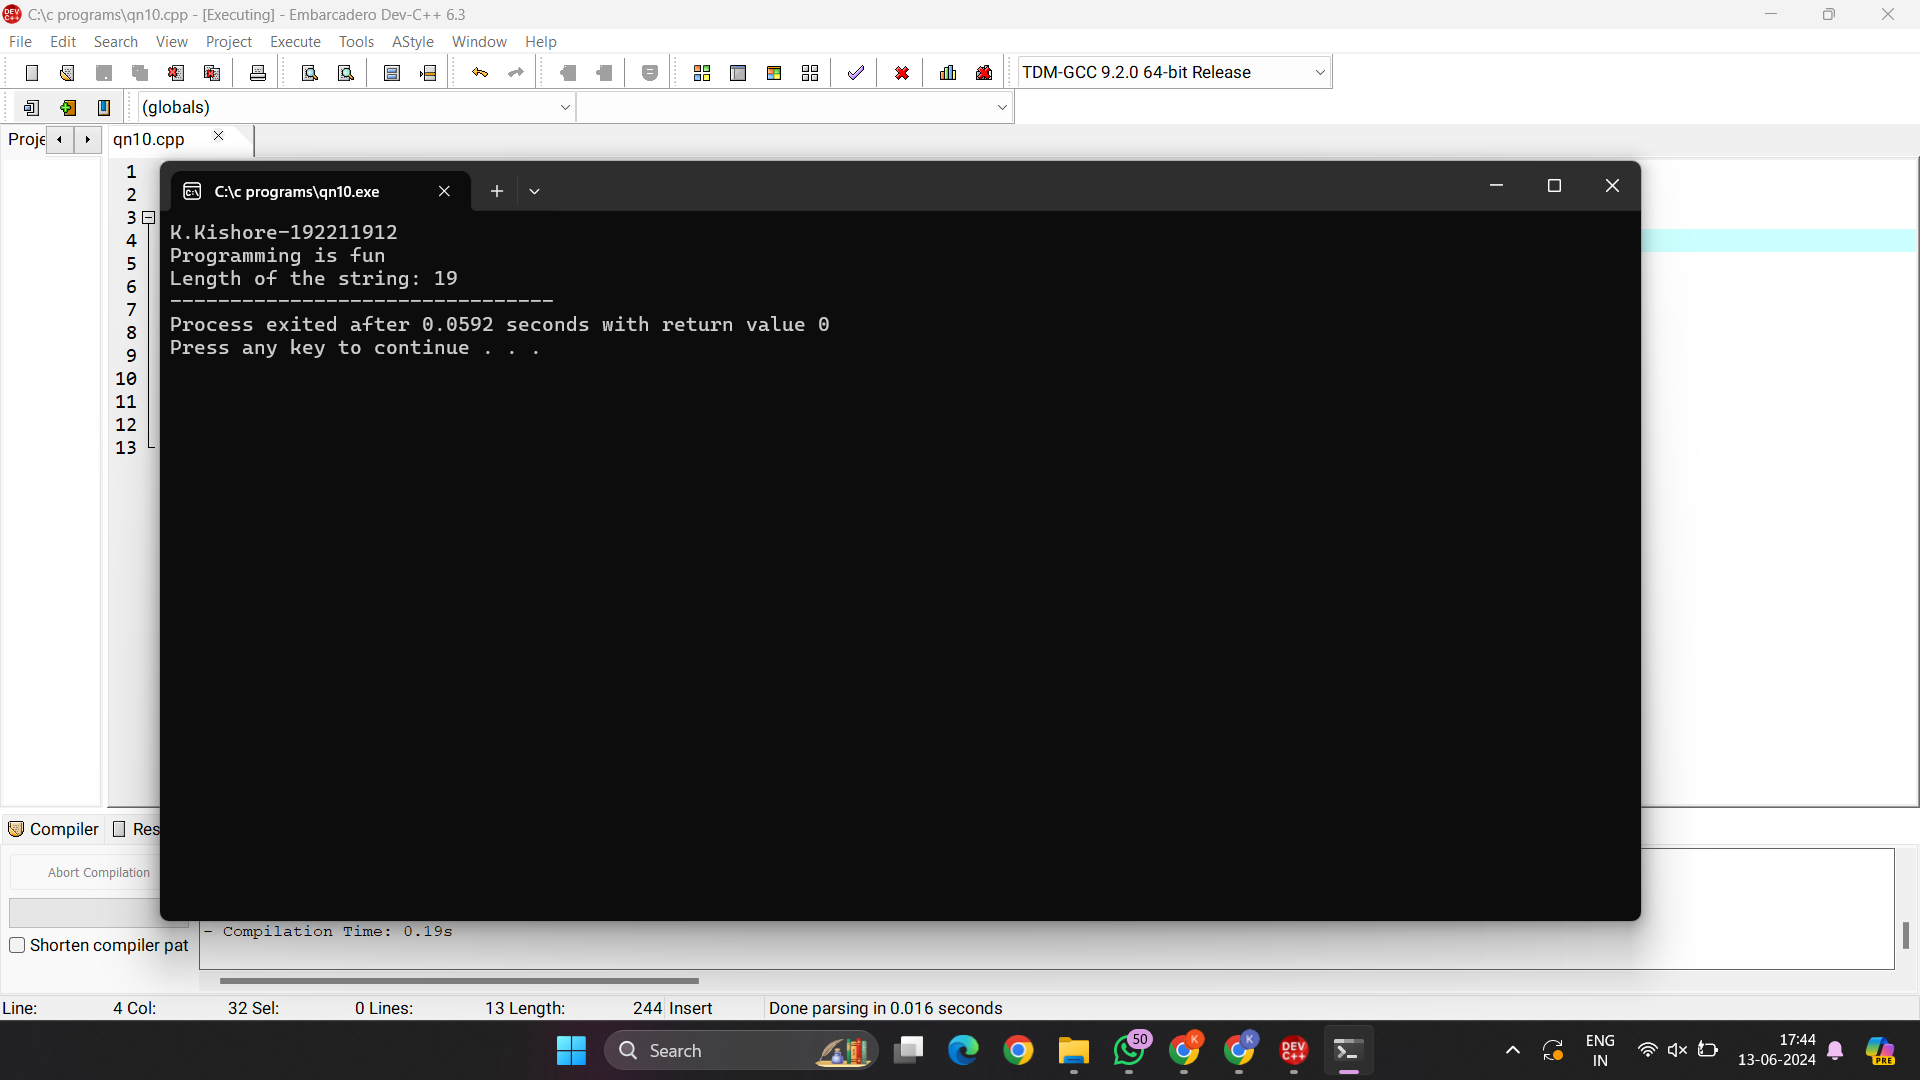 C:\c programs\qn10.cpp - [Executing] - Embarcadero Dev-C++ 6.3
File Edit Search View Project Execute Tools AStyle Window Help
TDM-GCC 9.2.0 64-bit Release
(globals)
Proje
qn10.cpp
1
2
3
4
5
6
7
8
9
10
11
12
13
C:\c programs\qn10.exe
K.Kishore-192211912
Programming is fun
Length of the string: 19
--------------------------------
Process exited after 0.0592 seconds with return value 0
Press any key to continue . . .
Compiler Res
Abort Compilation
Shorten compiler pat
- Compilation Time: 0.19s
Line: 4 Col: 32 Sel: 0 Lines: 13 Length: 244 Insert Done parsing in 0.016 seconds
Search
50
K
K
DEV C++
PRE
ENG
IN
17:44
13-06-2024